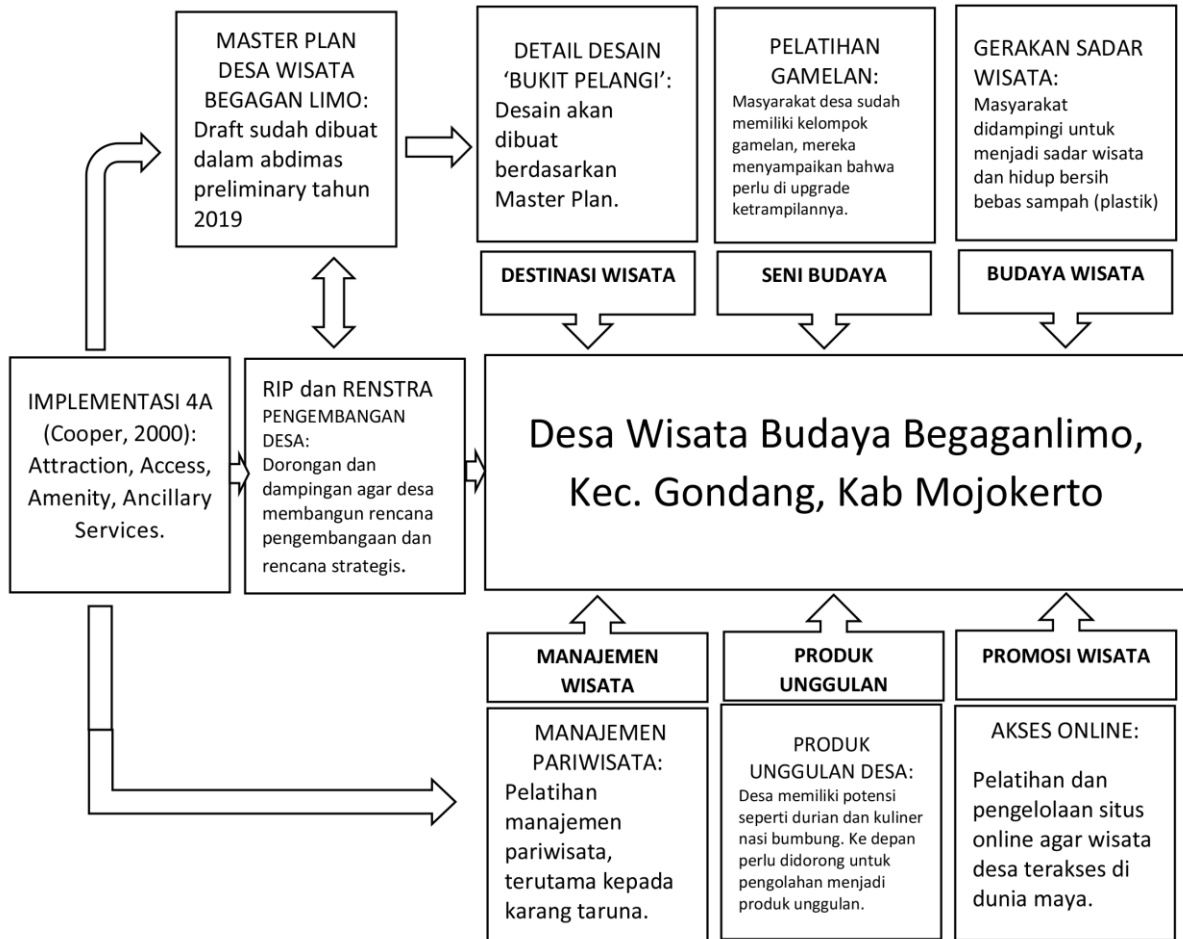 MASTER PLAN
DESA WISATA
BEGAGAN LIMO:
Draft sudah dibuat
dalam abdimas
preliminary tahun
2019
DETAIL DESAIN
‘BUKIT PELANGI’:
Desain akan
dibuat
berdasarkan
Master Plan.
PELATIHAN
GAMELAN:
Masyarakat desa sudah
memiliki kelompok
gamelan, mereka
menyampaikan bahwa
perlu di upgrade
ketrampilannya.
GERAKAN SADAR
WISATA:
Masyarakat
didampingi untuk
menjadi sadar wisata
dan hidup bersih
bebas sampah (plastik)
DESTINASI WISATA
SENI BUDAYA
BUDAYA WISATA
IMPLEMENTASI 4A
(Cooper, 2000):
Attraction, Access,
Amenity, Ancillary
Services.
RIP dan RENSTRA
PENGEMBANGAN
DESA:
Dorongan dan
dampingan agar desa
membangun rencana
pengembangaan dan
rencana strategis.
Desa Wisata Budaya Begaganlimo,
Kec. Gondang, Kab Mojokerto
MANAJEMEN
WISATA
PRODUK
UNGGULAN
PROMOSI WISATA
MANAJEMEN
PARIWISATA:
Pelatihan
manajemen
pariwisata,
terutama kepada
karang taruna.
PRODUK
UNGGULAN DESA:
Desa memiliki potensi
seperti durian dan kuliner
nasi bumbung. Ke depan
perlu didorong untuk
pengolahan menjadi
produk unggulan.
AKSES ONLINE:
Pelatihan dan
pengelolaan situs
online agar wisata
desa terakses di
dunia maya.